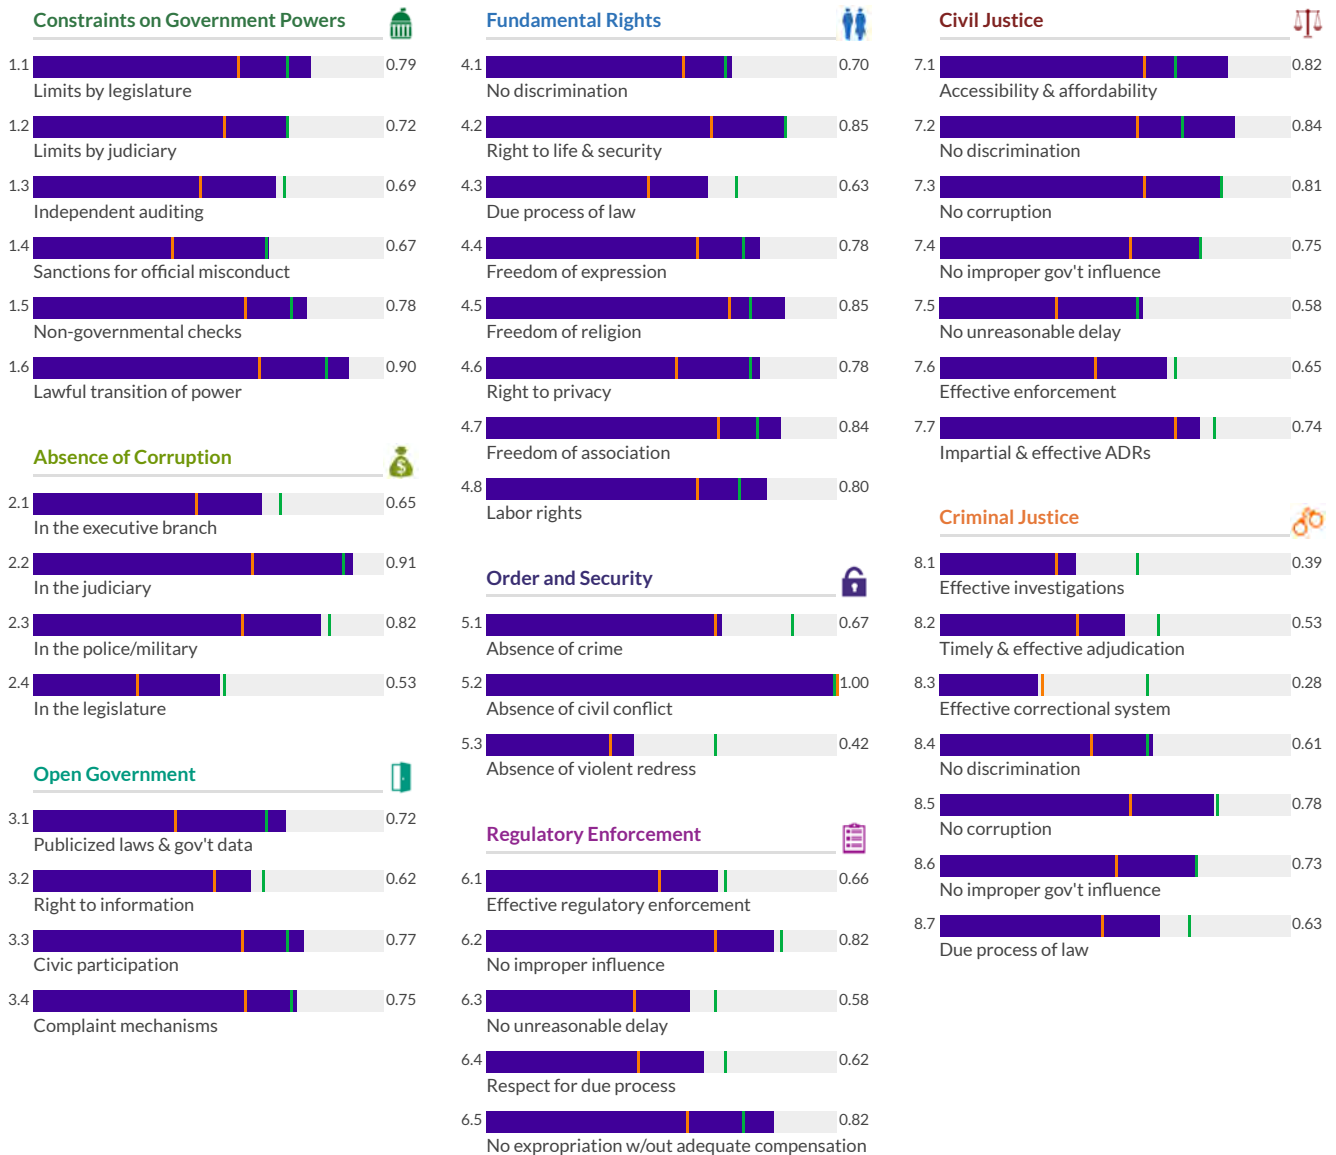 Constraints on Government Powers
1.1 0.79
Limits by legislature
1.2 0.72
Limits by judiciary
1.3 0.69
Independent auditing
1.4 0.67
Sanctions for official misconduct
1.5 0.78
Non-governmental checks
1.6 0.90
Lawful transition of power
Absence of Corruption
2.1 0.65
In the executive branch
2.2 0.91
In the judiciary
2.3 0.82
In the police/military
2.4 0.53
In the legislature
Open Government
3.1 0.72
Publicized laws & gov't data
3.2 0.62
Right to information
3.3 0.77
Civic participation
3.4 0.75
Complaint mechanisms
Fundamental Rights
4.1 0.70
No discrimination
4.2 0.85
Right to life & security
4.3 0.63
Due process of law
4.4 0.78
Freedom of expression
4.5 0.85
Freedom of religion
4.6 0.78
Right to privacy
4.7 0.84
Freedom of association
4.8 0.80
Labor rights
Order and Security
5.1 0.67
Absence of crime
5.2 1.00
Absence of civil conflict
5.3 0.42
Absence of violent redress
Regulatory Enforcement
6.1 0.66
Effective regulatory enforcement
6.2 0.82
No improper influence
6.3 0.58
No unreasonable delay
6.4 0.62
Respect for due process
6.5 0.82
No expropriation w/out adequate compensation
Civil Justice
7.1 0.82
Accessibility & affordability
7.2 0.84
No discrimination
7.3 0.81
No corruption
7.4 0.75
No improper gov't influence
7.5 0.58
No unreasonable delay
7.6 0.65
Effective enforcement
7.7 0.74
Impartial & effective ADRs
Criminal Justice
8.1 0.39
Effective investigations
8.2 0.53
Timely & effective adjudication
8.3 0.28
Effective correctional system
8.4 0.61
No discrimination
8.5 0.78
No corruption
8.6 0.73
No improper gov't influence
8.7 0.63
Due process of law